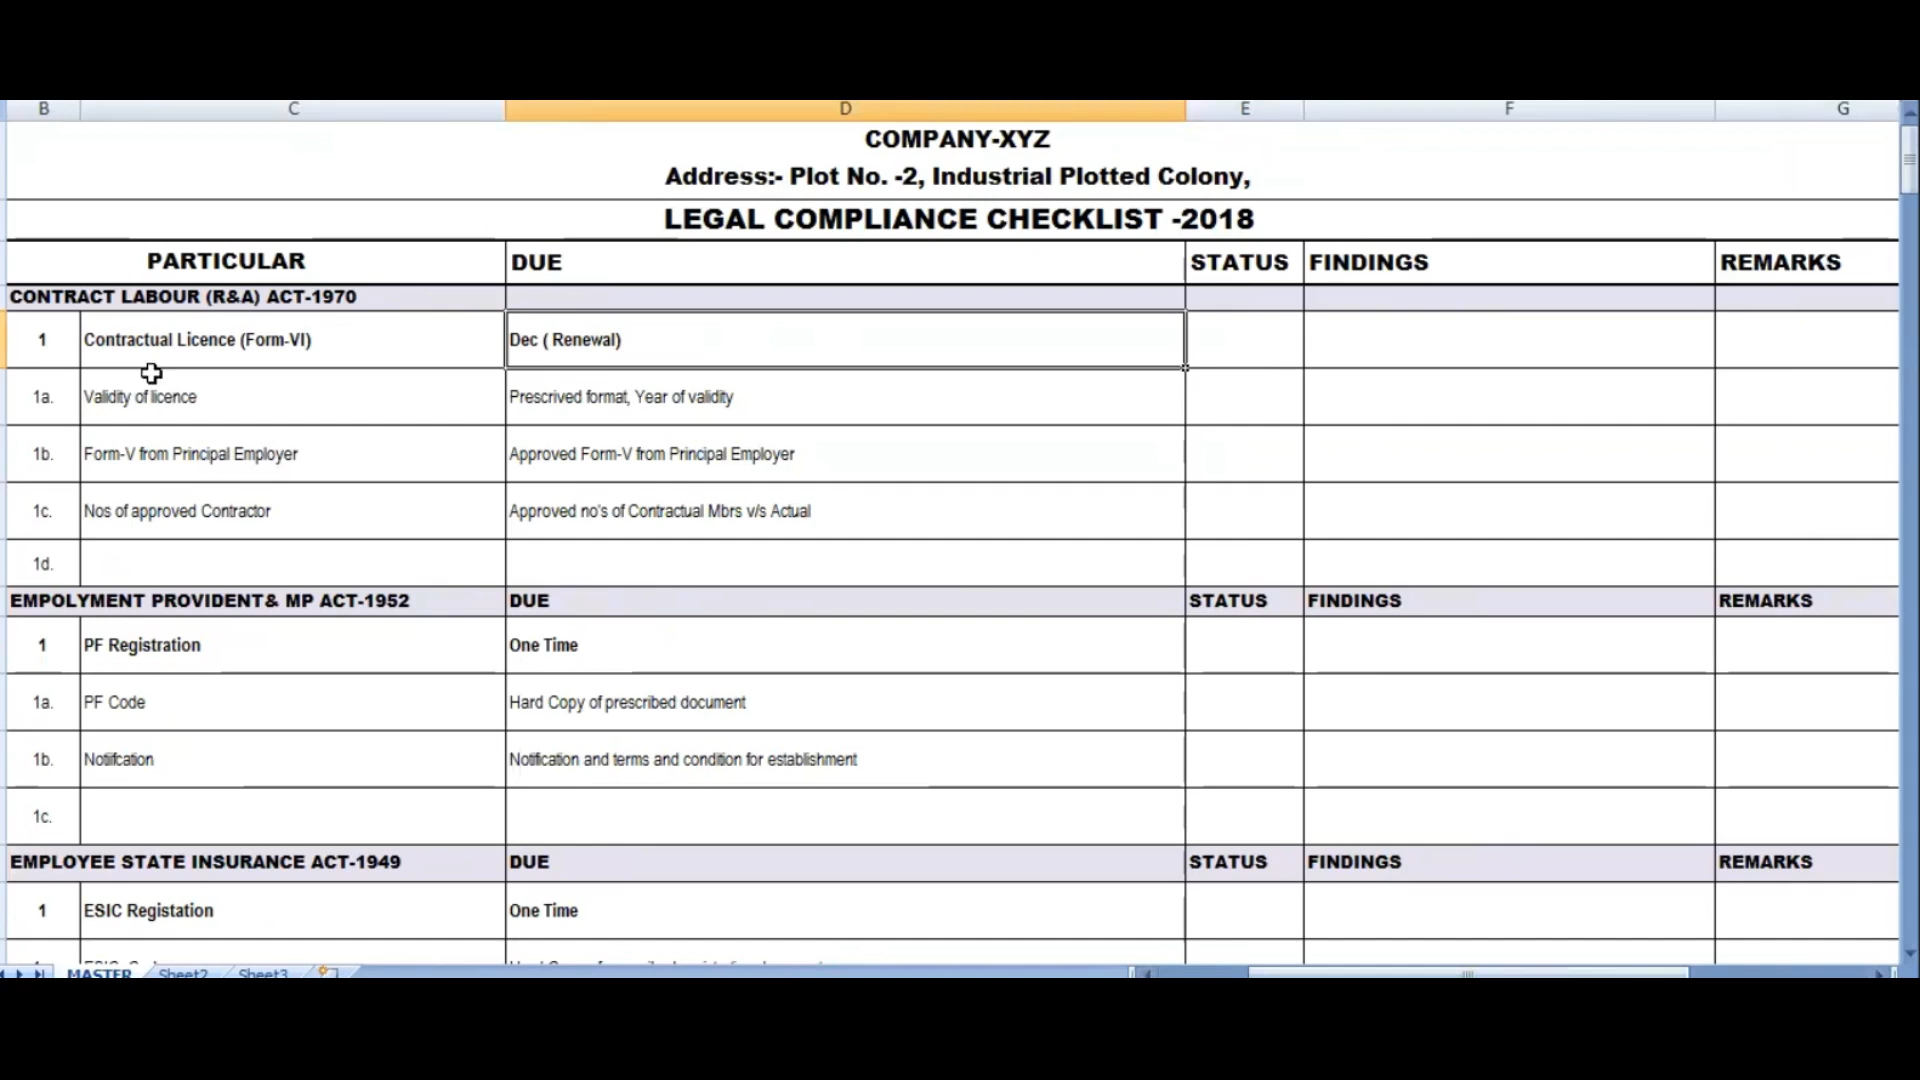 B C D E F G
COMPANY-XYZ
Address:- Plot No. -2, Industrial Plotted Colony,
LEGAL COMPLIANCE CHECKLIST -2018
PARTICULAR DUE STATUS FINDINGS REMARKS
CONTRACT LABOUR (R&A) ACT-1970
1 Contractual Licence (Form-VI) Dec ( Renewal)
1a. Validity of licence Prescrived format, Year of validity
1b. Form-V from Principal Employer Approved Form-V from Principal Employer
1c. Nos of approved Contractor Approved no's of Contractual Mbrs v/s Actual
1d.
EMPOLYMENT PROVIDENT& MP ACT-1952 DUE STATUS FINDINGS REMARKS
1 PF Registration One Time
1a. PF Code Hard Copy of prescribed document
1b. Notifcation Notification and terms and condition for establishment
1c.
EMPLOYEE STATE INSURANCE ACT-1949 DUE STATUS FINDINGS REMARKS
1 ESIC Registation One Time
MASTER Sheet2 Sheet3